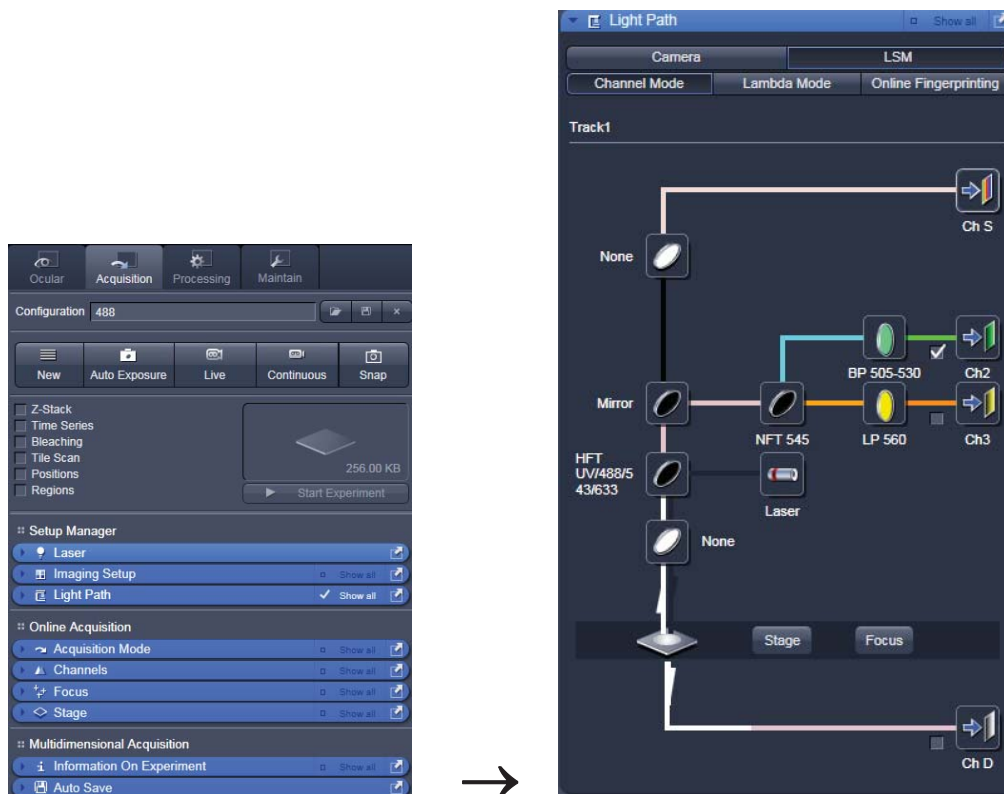 Ocular Acquisition Processing Maintain
Configuration 488
New Auto Exposure Live Continuous Snap
Z-Stack
Time Series
Bleaching
Tile Scan
Positions
Regions
256.00 KB
Start Experiment
Setup Manager
Laser
Imaging Setup Show all
Light Path Show all
Online Acquisition
Acquisition Mode Show all
Channels Show all
Focus Show all
Stage Show all
Multidimensional Acquisition
Information On Experiment Show all
Auto Save
→
Light Path Show all
Camera LSM
Channel Mode Lambda Mode Online Fingerprinting
Track1
Ch S
None
BP 505-530 Ch2
Mirror
NFT 545 LP 560 Ch3
HFT
UV/488/5
43/633
Laser
None
Stage Focus
Ch D